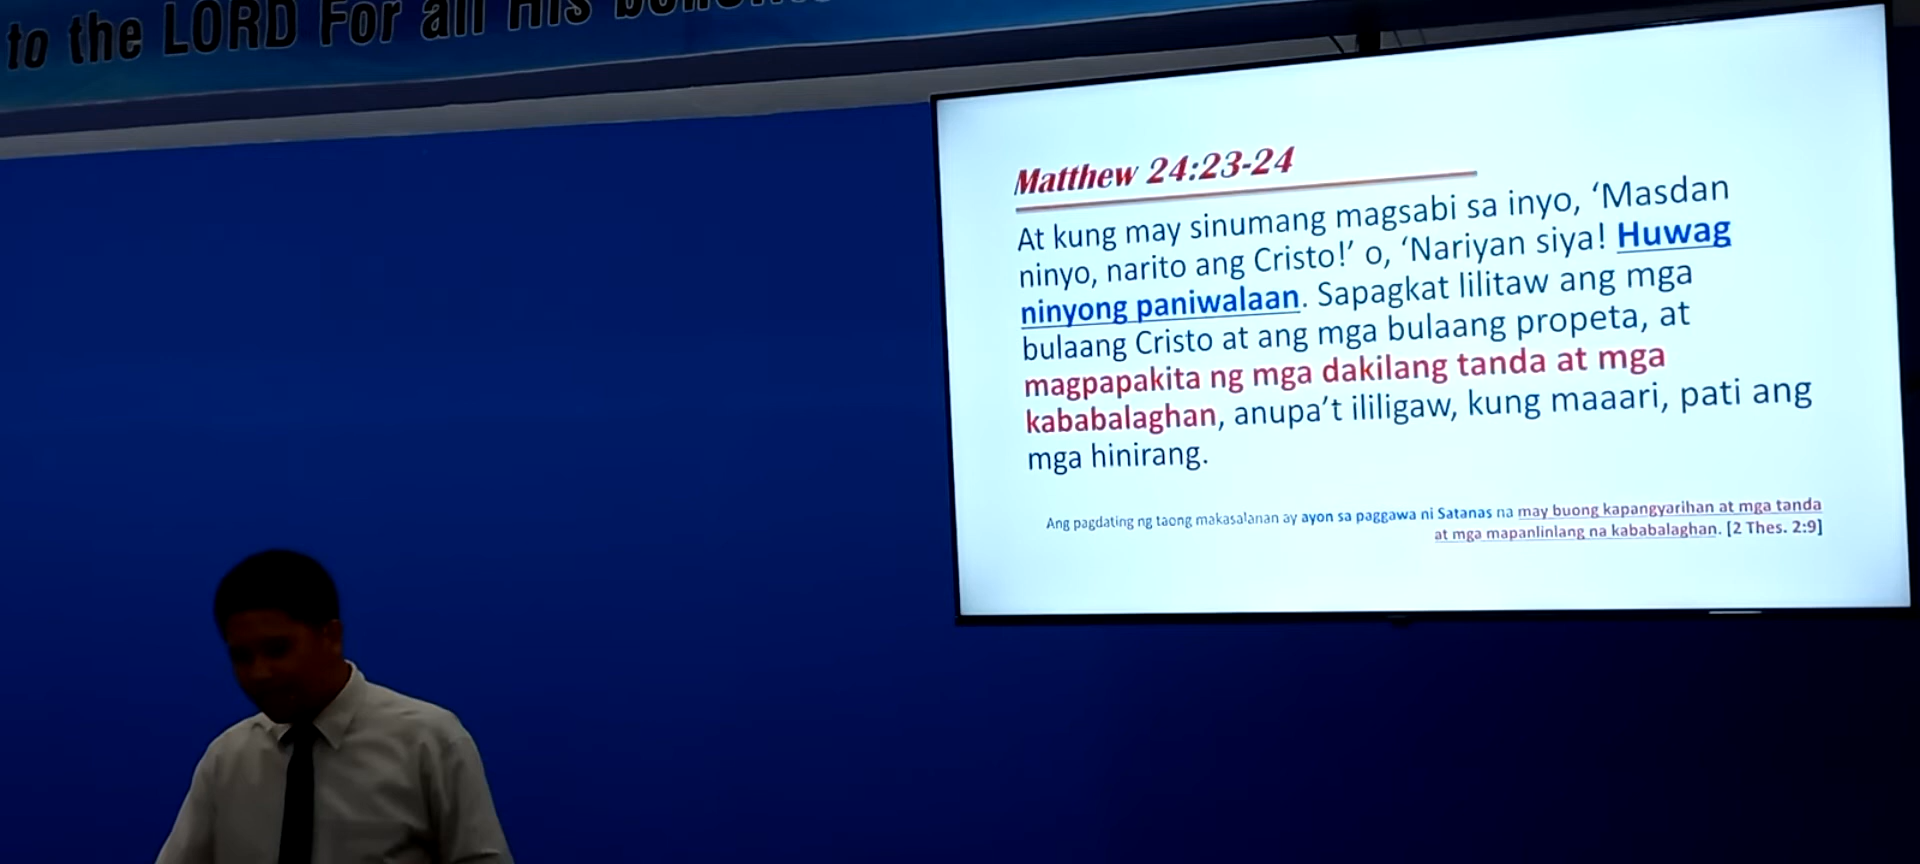 to the LORD For all His
Matthew 24:23-24
At kung may sinumang magsabi sa inyo, ‘Masdan
ninyo, narito ang Cristo!’ o, ‘Nariyan siya! Huwag
ninyong paniwalaan. Sapagkat lilitaw ang mga
bulaang Cristo at ang mga bulaang propeta, at
magpapakita ng mga dakilang tanda at mga
kababalaghan, anupa’t ililigaw, kung maaari, pati ang
mga hinirang.
Ang pagdating ng taong makasalanan ay ayon sa paggawa ni Satanas na may buong kapangyarihan at mga tanda
at mga mapanlinlang na kababalaghan. [2 Thes. 2:9]